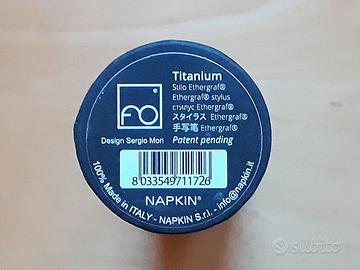 Titanium
Stilo Ethergraf®
Ethergraf® stylus
стилус Ethergraf®
スタイラス Ethergraf®
手写笔 Ethergraf®
Design Sergio Mori
Patent pending
8 033549 711726
NAPKIN®
100% Made in ITALY - NAPKIN S.r.l. - info@napkin.it
subito